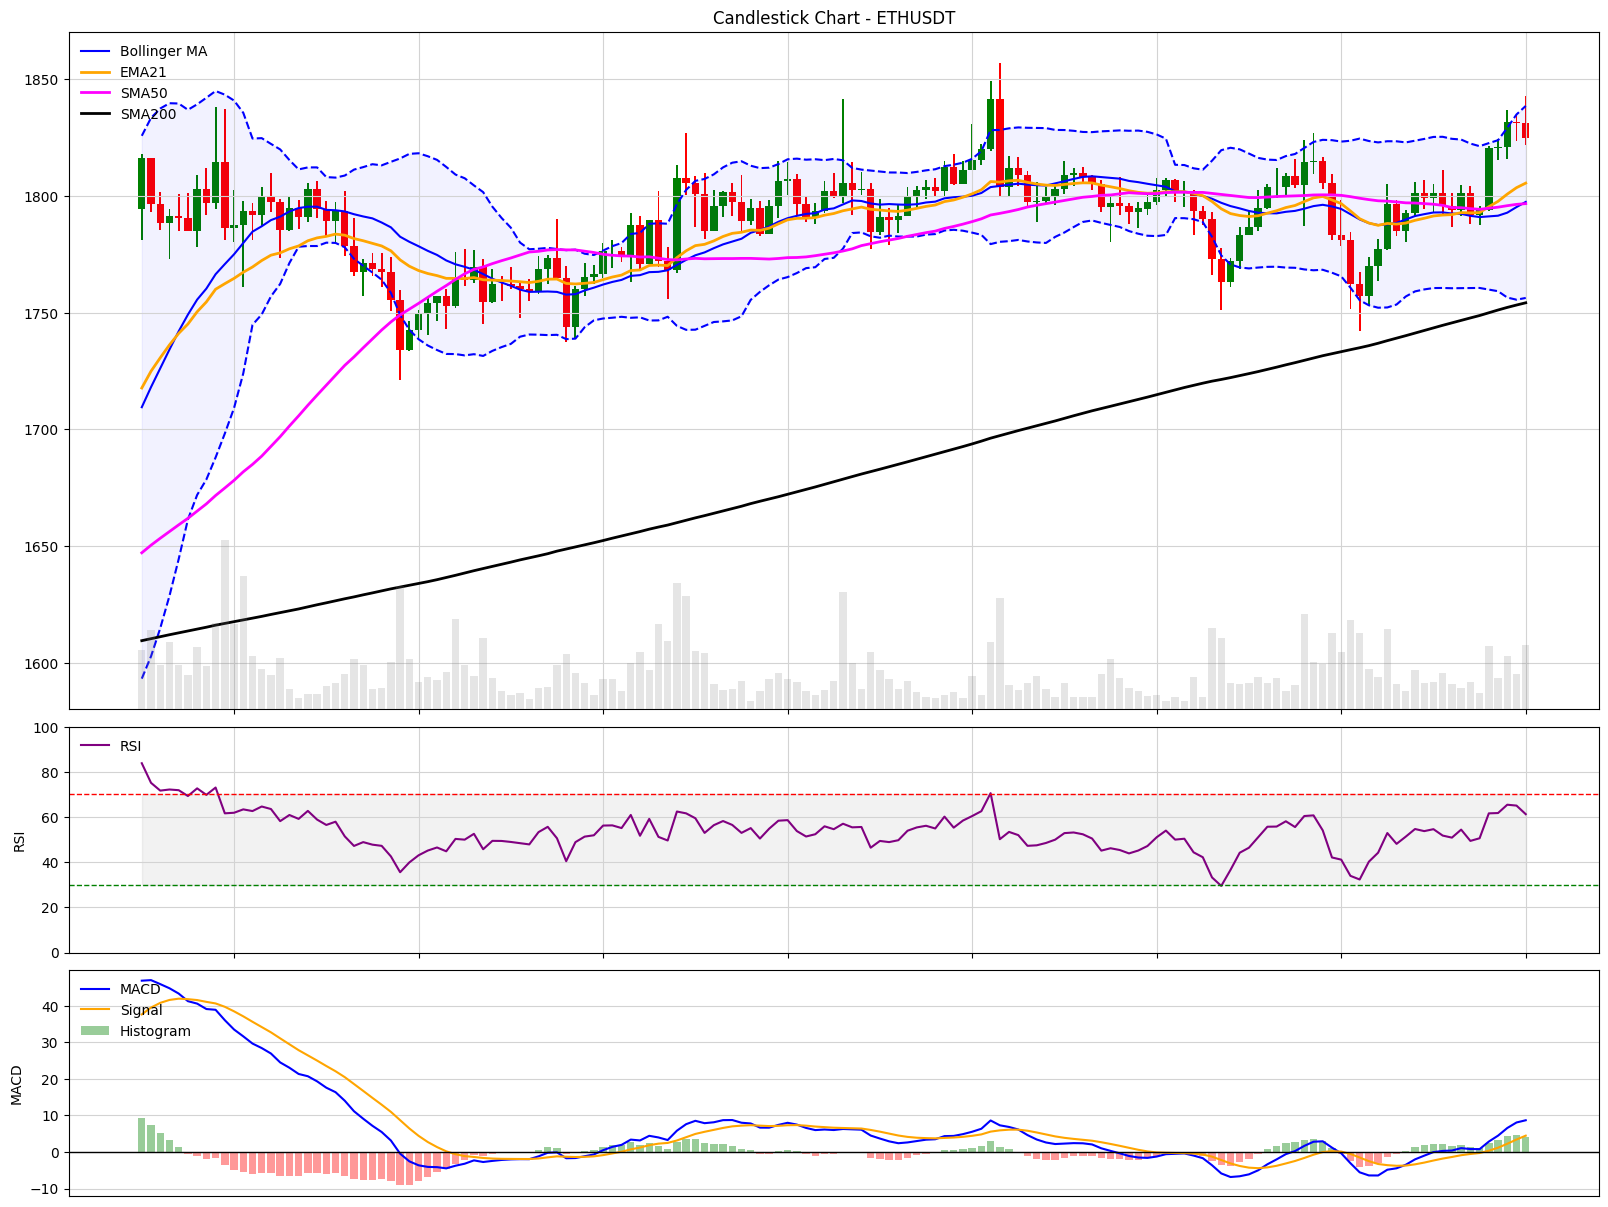 Candlestick Chart - ETHUSDT
Bollinger MA
EMA21
SMA50
SMA200
1850
1800
1750
1700
1650
1600
RSI
100
80
60
40
20
0
RSI
MACD
Signal
Histogram
40
30
20
10
0
−10
MACD